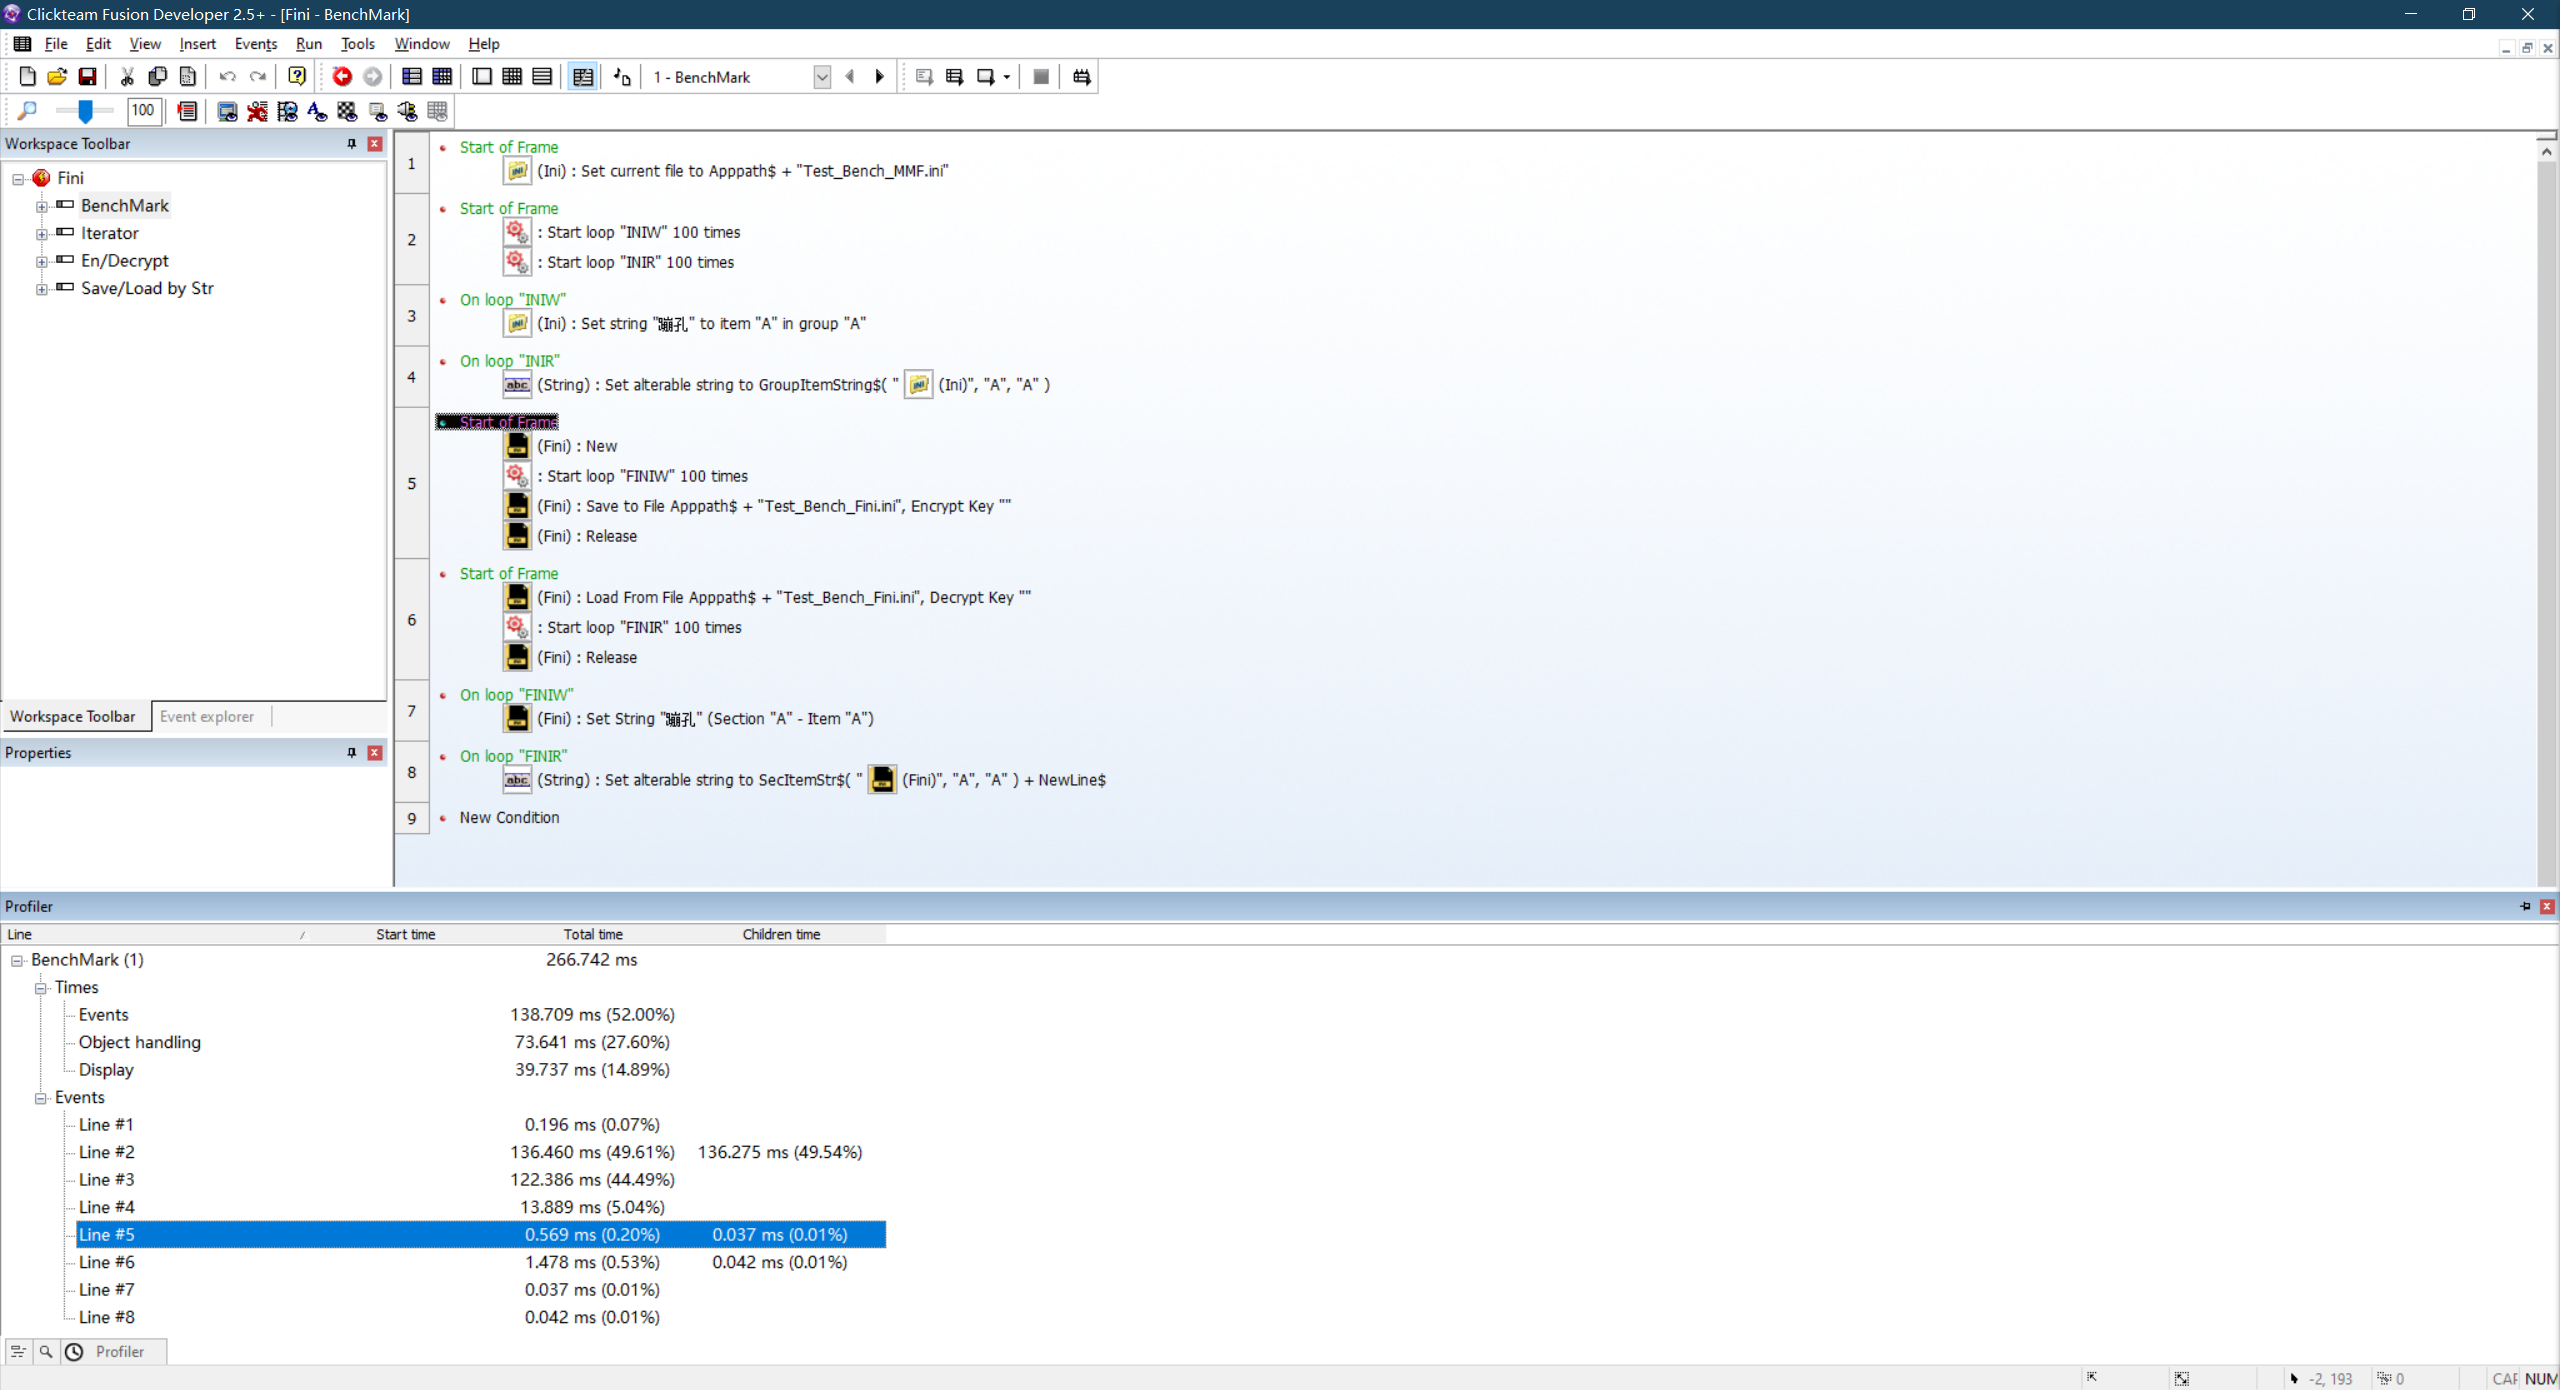 Clickteam Fusion Developer 2.5+ - [Fini - BenchMark]
File Edit View Insert Events Run Tools Window Help
1 - BenchMark
100
Workspace Toolbar
Fini
BenchMark
Iterator
En/Decrypt
Save/Load by Str
Workspace Toolbar Event explorer
Properties
1
Start of Frame
(Ini) : Set current file to Apppath$ + "Test_Bench_MMF.ini"
2
Start of Frame
: Start loop "INIW" 100 times
: Start loop "INIR" 100 times
3
On loop "INIW"
(Ini) : Set string "蹦孔" to item "A" in group "A"
4
On loop "INIR"
(String) : Set alterable string to GroupItemString$( " (Ini)", "A", "A" )
5
Start of Frame
(Fini) : New
: Start loop "FINIW" 100 times
(Fini) : Save to File Apppath$ + "Test_Bench_Fini.ini", Encrypt Key ""
(Fini) : Release
6
Start of Frame
(Fini) : Load From File Apppath$ + "Test_Bench_Fini.ini", Decrypt Key ""
: Start loop "FINIR" 100 times
(Fini) : Release
7
On loop "FINIW"
(Fini) : Set String "蹦孔" (Section "A" - Item "A")
8
On loop "FINIR"
(String) : Set alterable string to SecItemStr$( " (Fini)", "A", "A" ) + NewLine$
9 New Condition
Profiler
Line Start time Total time Children time
BenchMark (1) 266.742 ms
Times
Events 138.709 ms (52.00%)
Object handling 73.641 ms (27.60%)
Display 39.737 ms (14.89%)
Events
Line #1 0.196 ms (0.07%)
Line #2 136.460 ms (49.61%) 136.275 ms (49.54%)
Line #3 122.386 ms (44.49%)
Line #4 13.889 ms (5.04%)
Line #5 0.569 ms (0.20%) 0.037 ms (0.01%)
Line #6 1.478 ms (0.53%) 0.042 ms (0.01%)
Line #7 0.037 ms (0.01%)
Line #8 0.042 ms (0.01%)
Profiler
-2, 193 0 CAP NUM